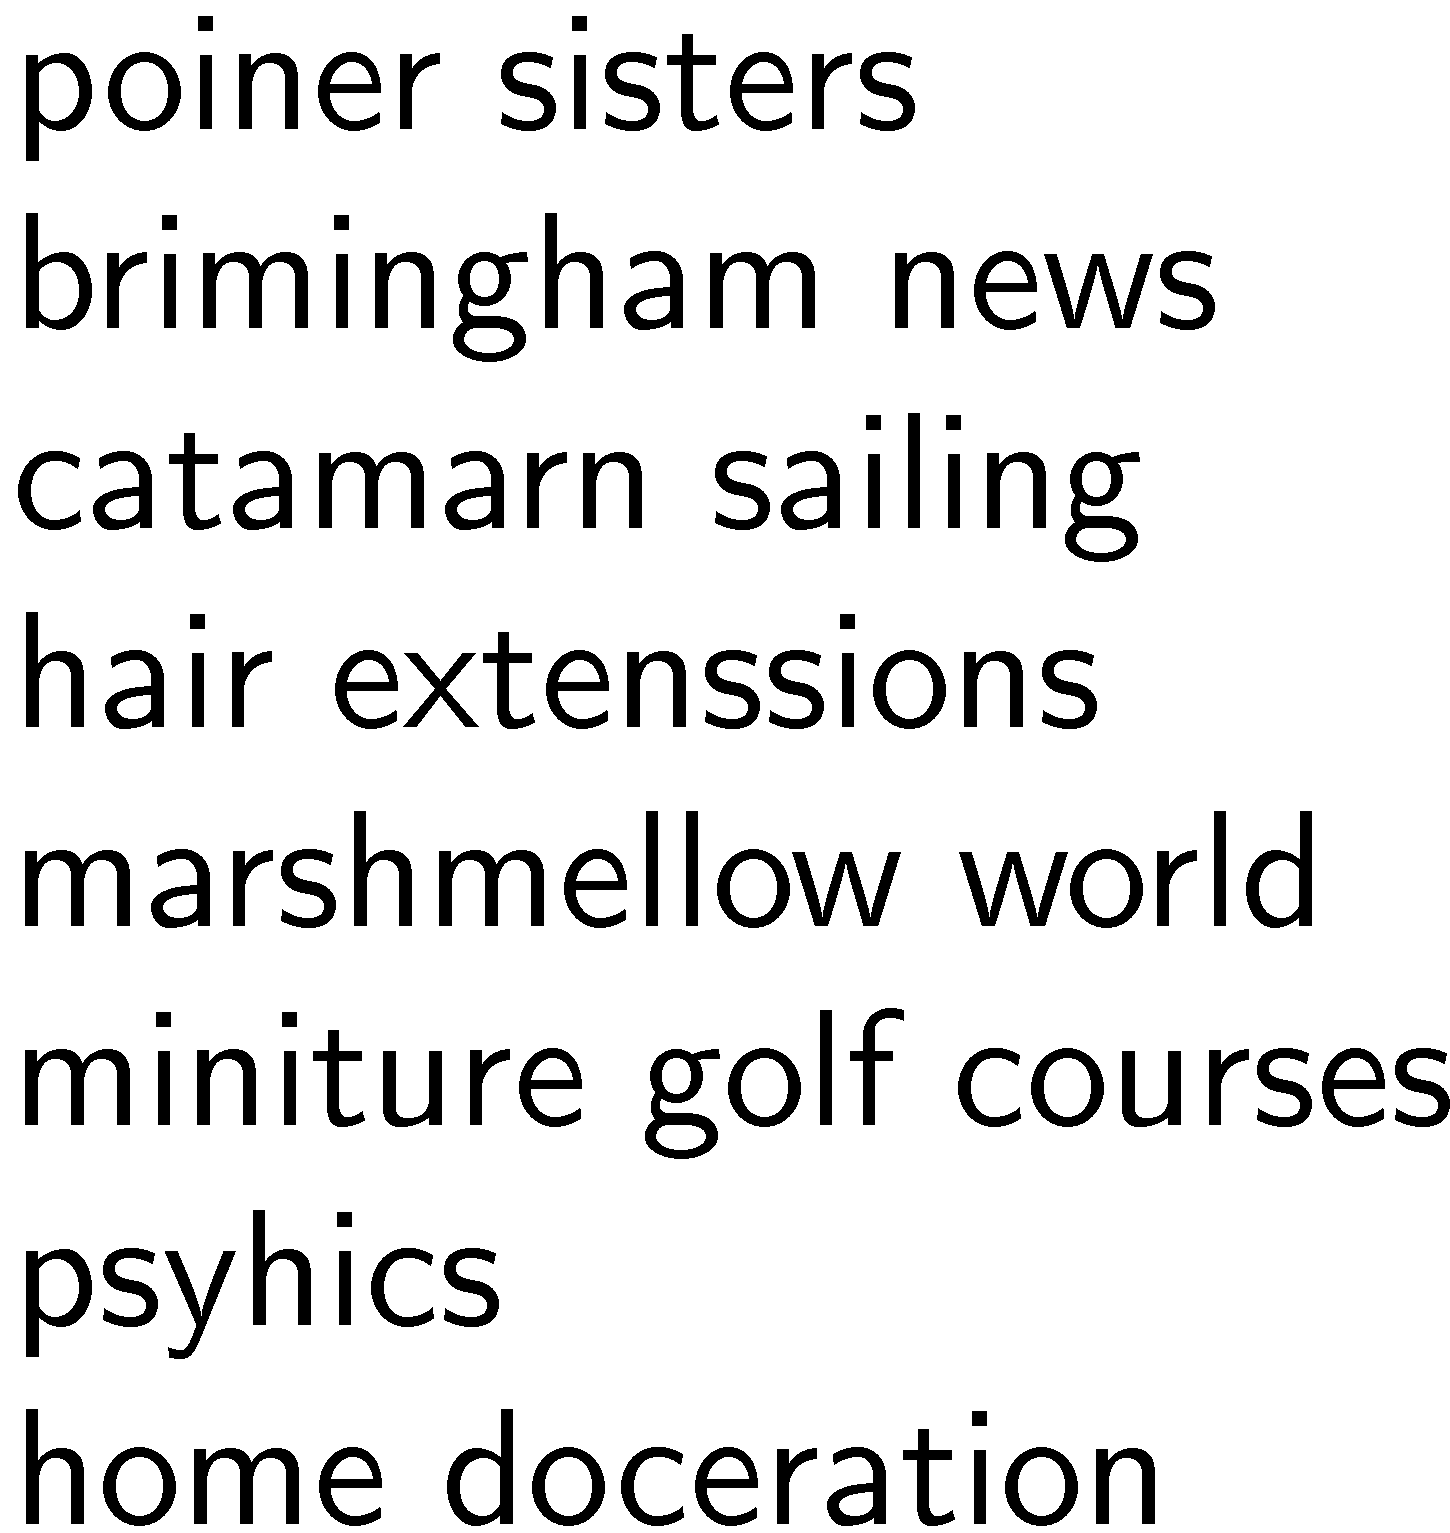 poiner sisters
brimingham news
catamarn sailing
hair extenssions
marshmellow world
miniture golf courses
psyhics
home doceration